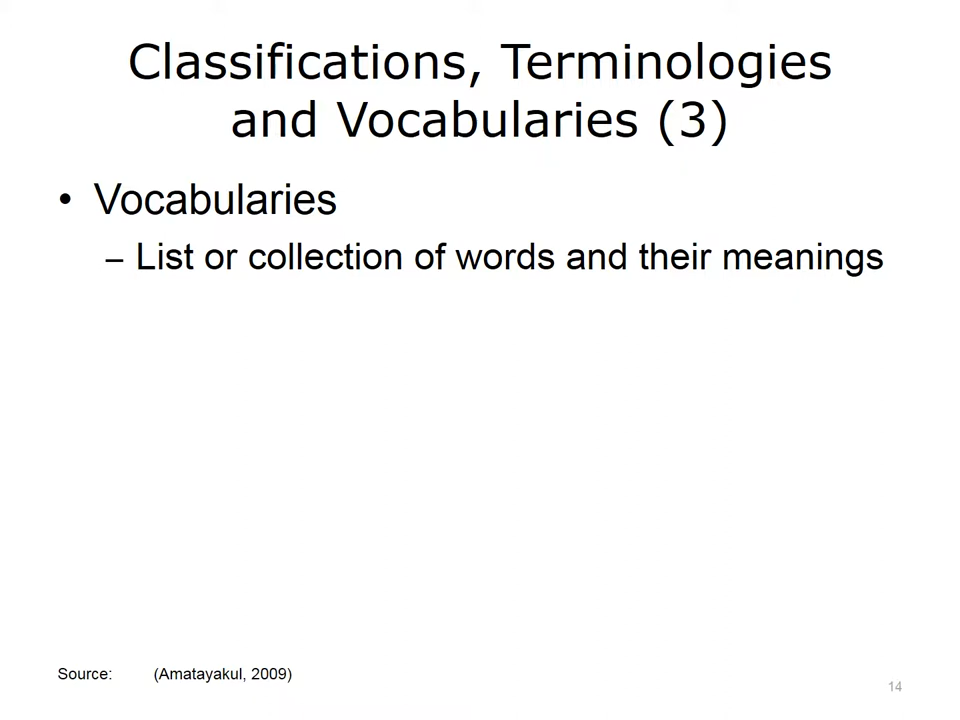 Classifications, Terminologies
and Vocabularies (3)
• Vocabularies
– List or collection of words and their meanings
Source: (Amatayakul, 2009)
14